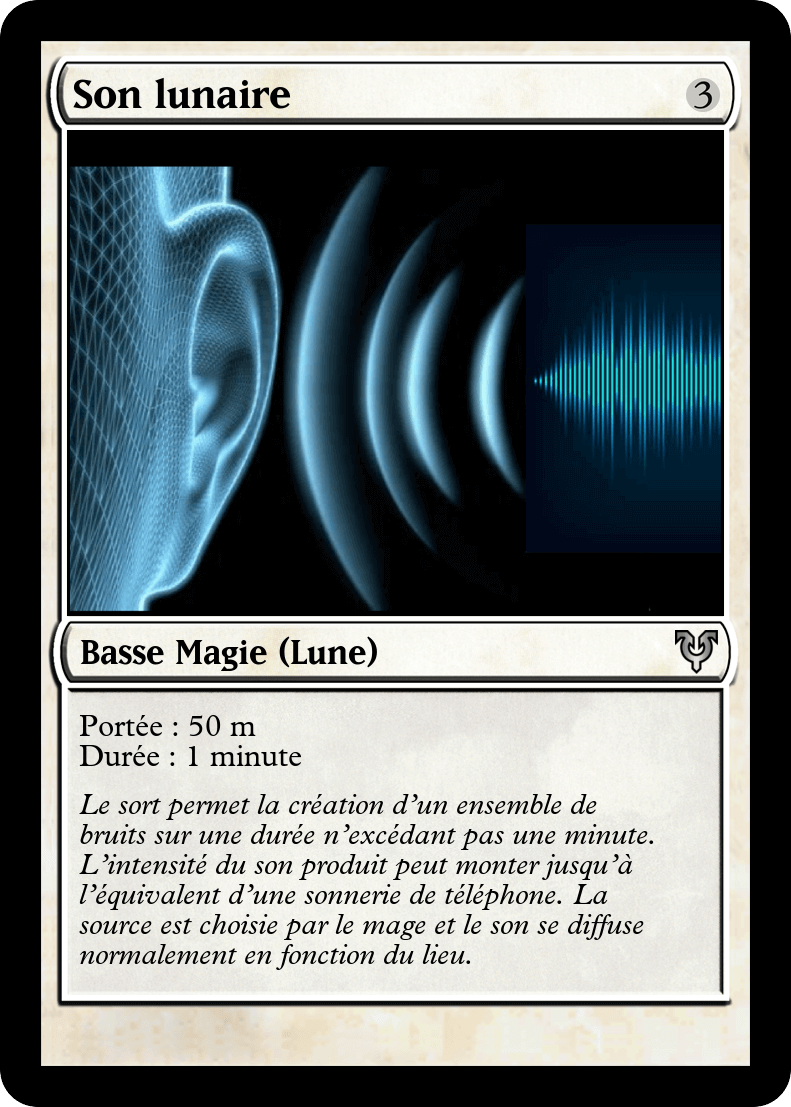 Son lunaire
3
Basse Magie (Lune)
Portée : 50 m
Durée : 1 minute
Le sort permet la création d'un ensemble de
bruits sur une durée n'excédant pas une minute.
L'intensité du son produit peut monter jusqu'à
l'équivalent d'une sonnerie de téléphone. La
source est choisie par le mage et le son se diffuse
normalement en fonction du lieu.